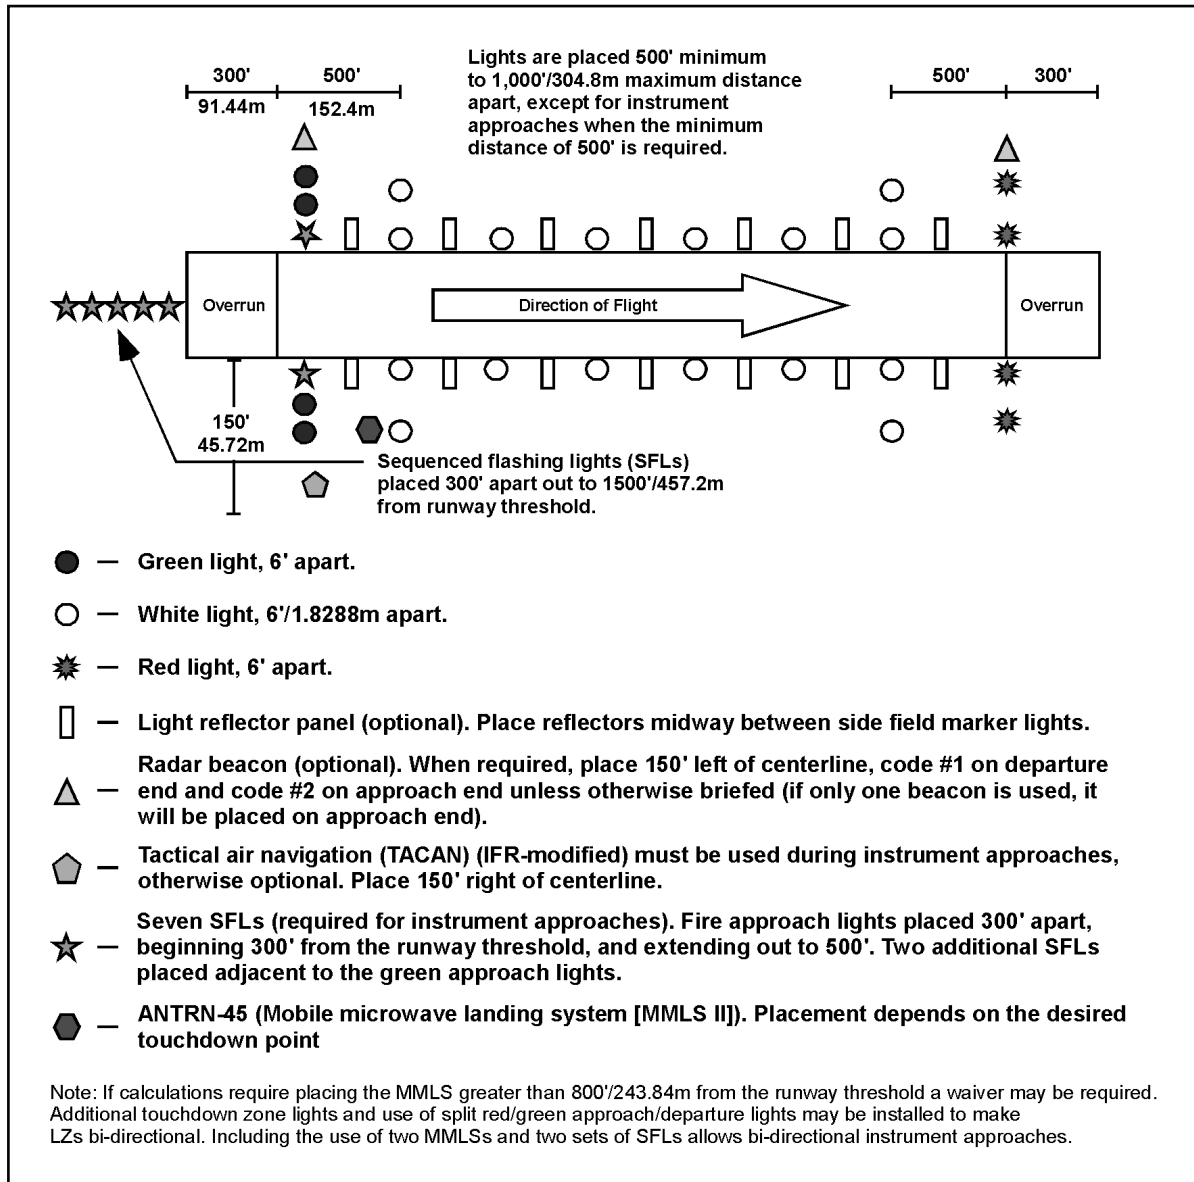 Lights are placed 500' minimum
to 1,000'/304.8m maximum distance
apart, except for instrument
approaches when the minimum
distance of 500' is required.
300'
500'
500'
300'
91.44m
152.4m
Overrun
Direction of Flight
Overrun
150'
45.72m
Sequenced flashing lights (SFLs)
placed 300' apart out to 1500'/457.2m
from runway threshold.
— Green light, 6' apart.
— White light, 6'/1.8288m apart.
— Red light, 6' apart.
— Light reflector panel (optional). Place reflectors midway between side field marker lights.
Radar beacon (optional). When required, place 150' left of centerline, code #1 on departure
— end and code #2 on approach end unless otherwise briefed (if only one beacon is used, it
will be placed on approach end).
— Tactical air navigation (TACAN) (IFR-modified) must be used during instrument approaches,
otherwise optional. Place 150' right of centerline.
Seven SFLs (required for instrument approaches). Fire approach lights placed 300' apart,
— beginning 300' from the runway threshold, and extending out to 500'. Two additional SFLs
placed adjacent to the green approach lights.
— ANTRN-45 (Mobile microwave landing system [MMLS II]). Placement depends on the desired
touchdown point
Note: If calculations require placing the MMLS greater than 800'/243.84m from the runway threshold a waiver may be required.
Additional touchdown zone lights and use of split red/green approach/departure lights may be installed to make
LZs bi-directional. Including the use of two MMLSs and two sets of SFLs allows bi-directional instrument approaches.